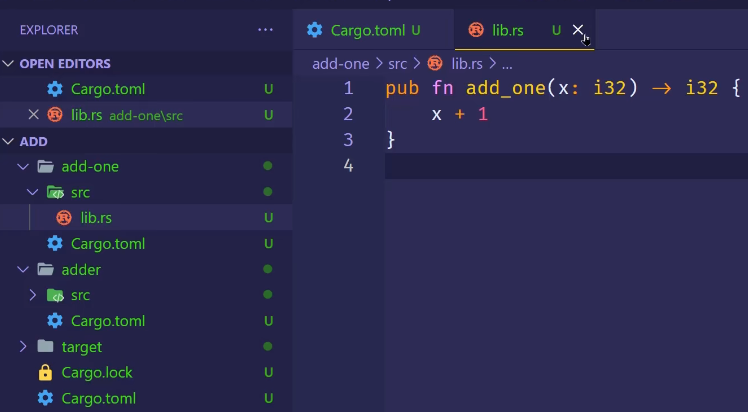 EXPLORER
OPEN EDITORS
Cargo.toml U
lib.rs add-one\src U
ADD
add-one
src
lib.rs U
Cargo.toml U
adder
src
Cargo.toml U
target
Cargo.lock U
Cargo.toml U
Cargo.toml U lib.rs U
add-one > src > lib.rs > ...
1 pub fn add_one(x: i32) → i32 {
2 x + 1
3 }
4